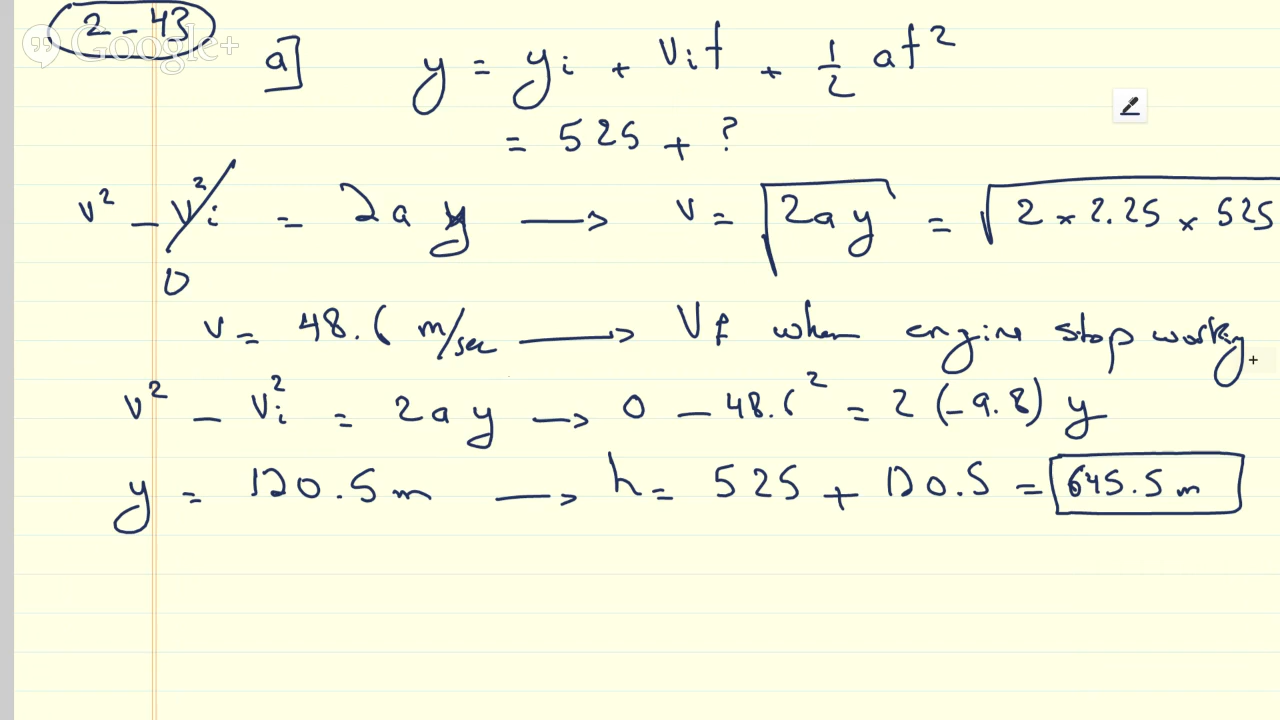 2-43
Google+
a] y = yi + vit + 1/2 at²
= 525 + ?
v² - vi² = 2ay → v = √2ay = √2 × 2.25 × 525
0
v = 48.6 m/sec → Vf when engine stop working
v² - vi² = 2ay → 0 - 48.6² = 2(-9.8) y
y = 120.5 m → h = 525 + 120.5 = 645.5 m